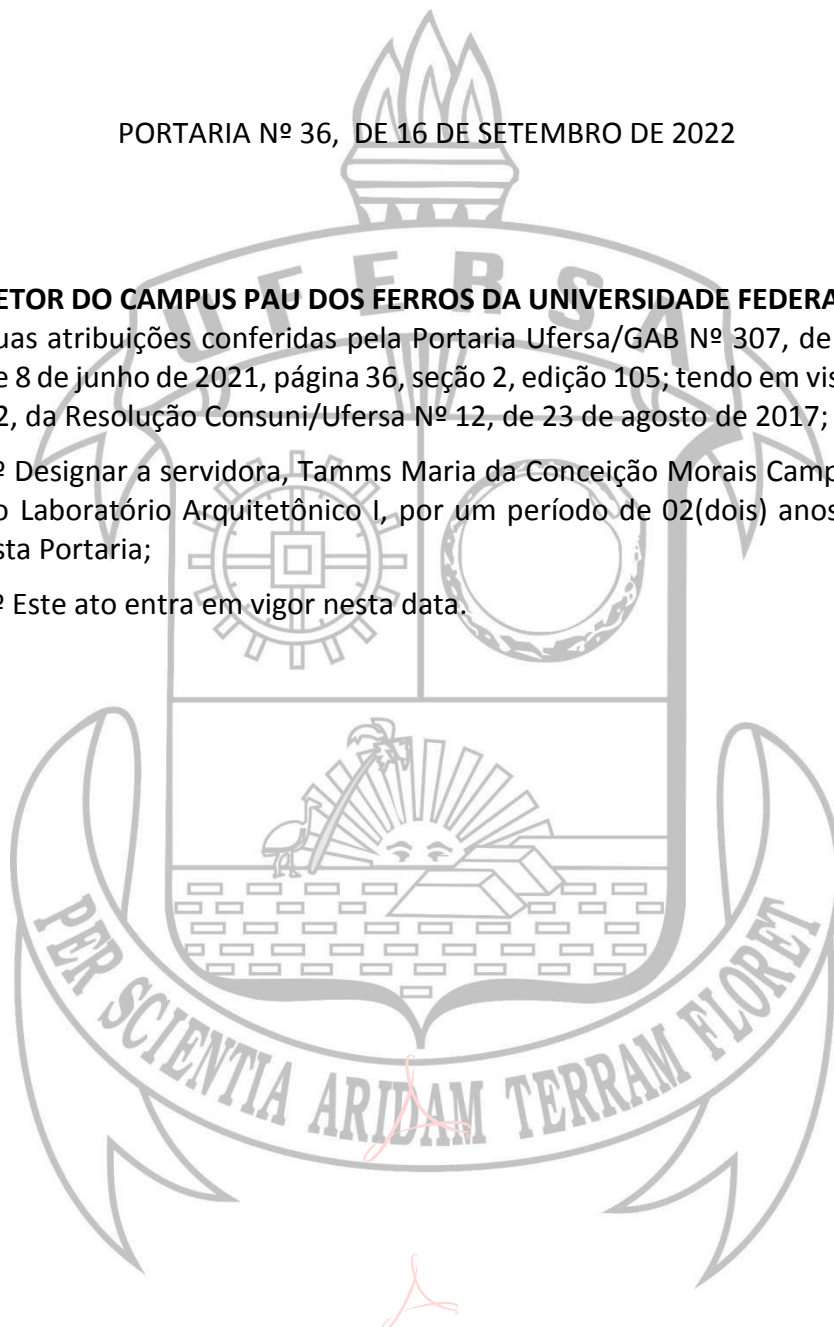 PORTARIA Nº 36, DE 16 DE SETEMBRO DE 2022
UFERSA
ETOR DO CAMPUS PAU DOS FERROS DA UNIVERSIDADE FEDERA
uas atribuições conferidas pela Portaria Ufersa/GAB Nº 307, de
e 8 de junho de 2021, página 36, seção 2, edição 105; tendo em vis
2, da Resolução Consuni/Ufersa Nº 12, de 23 de agosto de 2017;
º Designar a servidora, Tamms Maria da Conceição Morais Camp
o Laboratório Arquitetônico I, por um período de 02(dois) anos
sta Portaria;
º Este ato entra em vigor nesta data.
PER SCIENTIA ARIDAM TERRAM FLORET